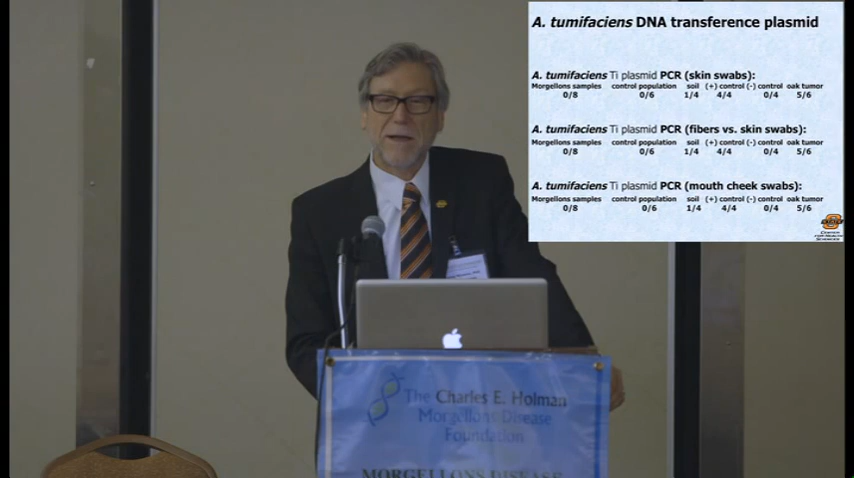 A. tumifaciens DNA transference plasmid
A. tumifaciens Ti plasmid PCR (skin swabs):
Morgellons samples control population soil (+) control (-) control oak tumor
0/8 0/6 1/4 4/4 0/4 5/6
A. tumifaciens Ti plasmid PCR (fibers vs. skin swabs):
Morgellons samples control population soil (+) control (-) control oak tumor
0/8 0/6 1/4 4/4 0/4 5/6
A. tumifaciens Ti plasmid PCR (mouth cheek swabs):
Morgellons samples control population soil (+) control (-) control oak tumor
0/8 0/6 1/4 4/4 0/4 5/6
CENTER
FOR HEALTH
SCIENCES
The Charles E. Holman
Morgellons Disease
Foundation
MORGELLONS DISEASE